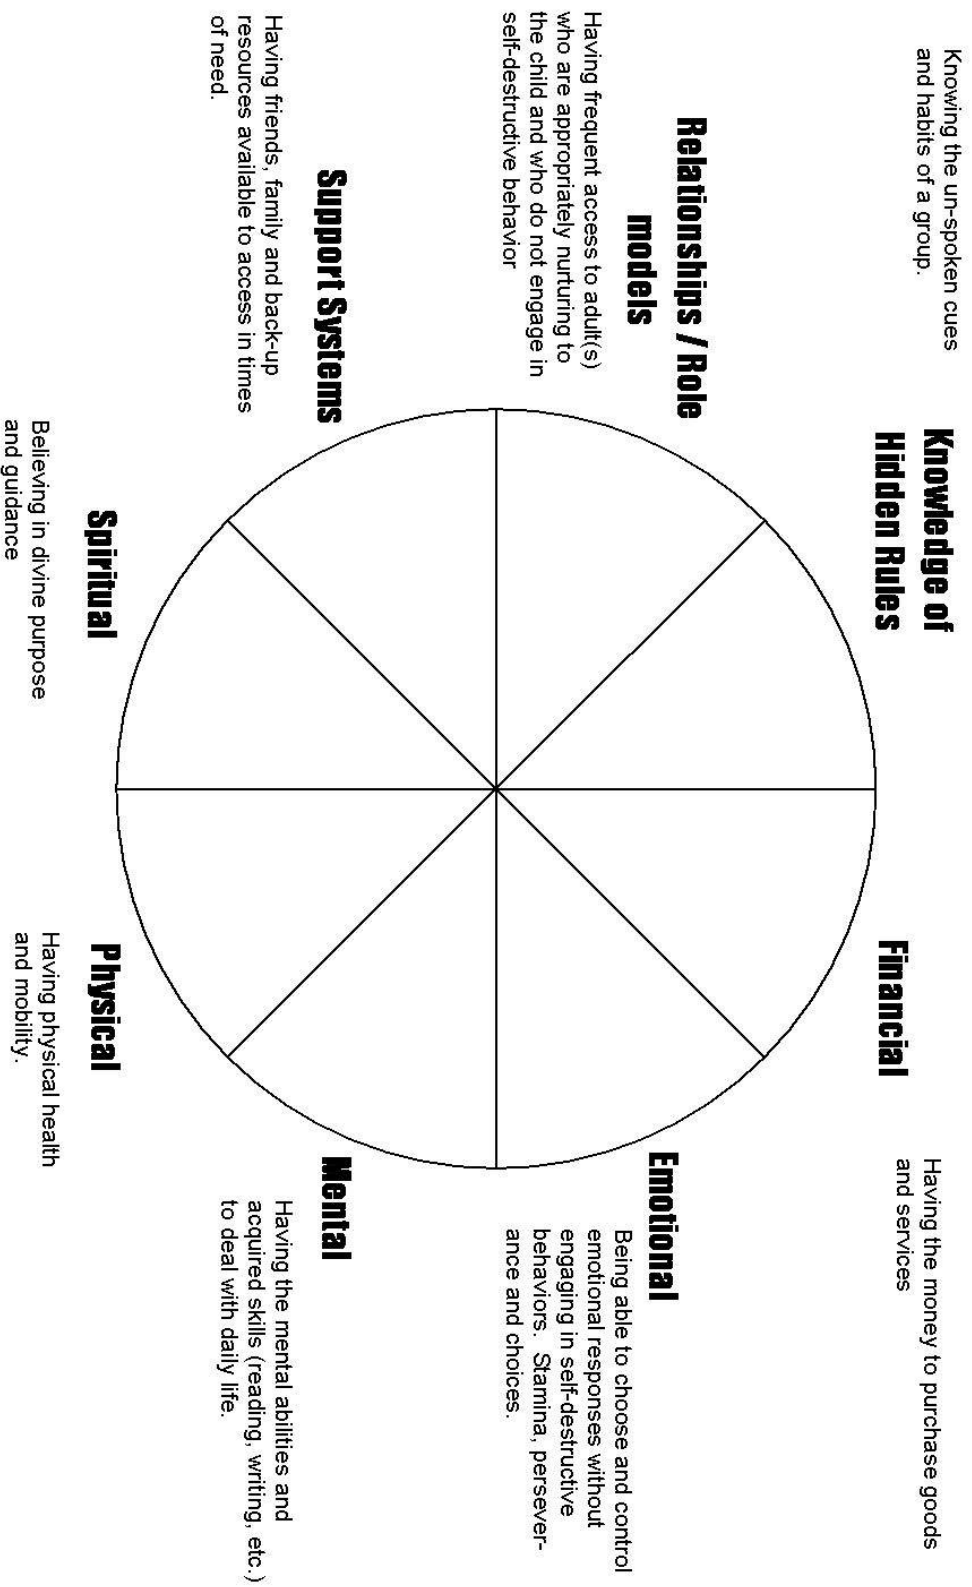 Financial
Having the money to purchase goods
and services
Emotional
Being able to choose and control
emotional responses without
engaging in self-destructive
behaviors. Stamina, persever-
ance and choices.
Mental
Having the mental abilities and
acquired skills (reading, writing, etc.)
to deal with daily life.
Physical
Having physical health
and mobility.
Spiritual
Believing in divine purpose
and guidance
Support Systems
Having friends, family and back-up
resources available to access in times
of need.
Relationships / Role
models
Having frequent access to adult(s)
who are appropriately nurturing to
the child and who do not engage in
self-destructive behavior
Knowledge of
Hidden Rules
Knowing the un-spoken cues
and habits of a group.